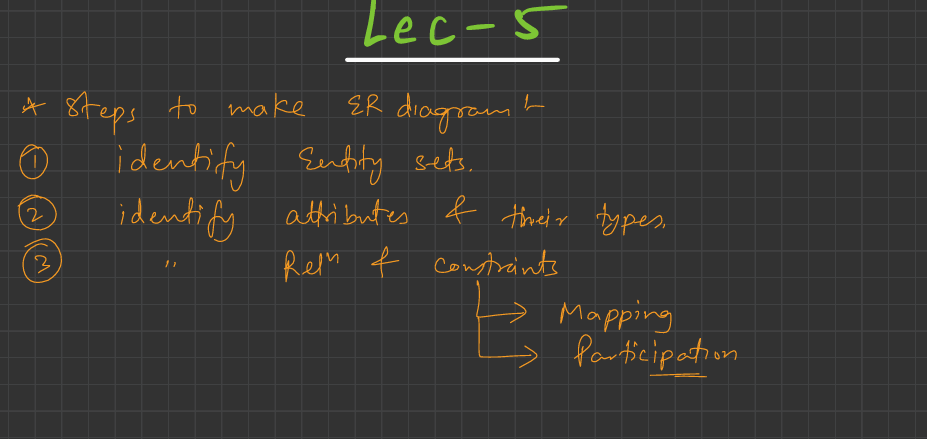 Lec-5
* Steps to make ER diagram :-
① identify Entity sets.
② identify attributes & their types.
③ " Relⁿ & constraints
→ Mapping
→ Participation